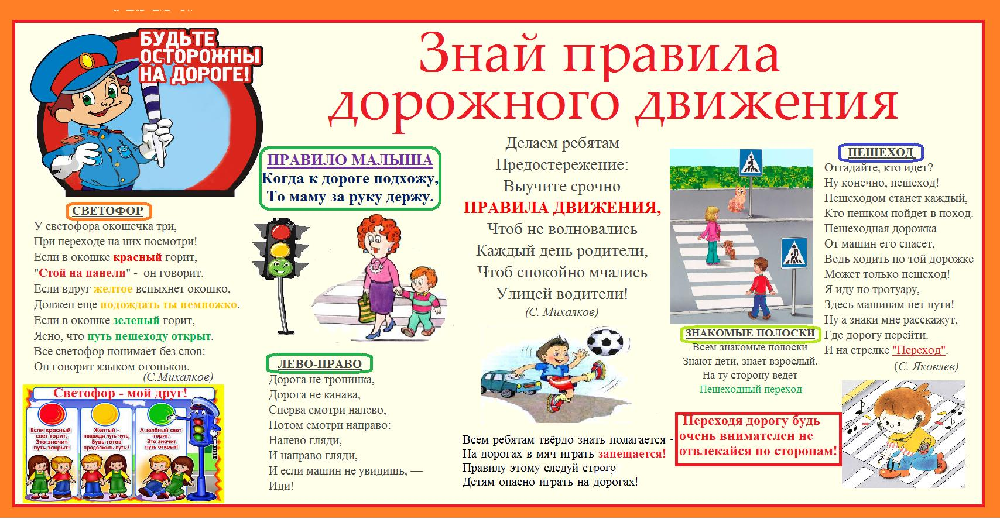 БУДЬТЕ
ОСТОРОЖНЫ
НА ДОРОГЕ!
Знай правила
дорожного движения
СВЕТОФОР
У светофора окошечка три,
При переходе на них посмотри!
Если в окошке красный горит,
"Стой на панели" - он говорит.
Если вдруг желтое вспыхнет окошко,
Должен еще подождать ты немножко.
Если в окошке зеленый горит,
Ясно, что путь пешеходу открыт.
Все светофор понимает без слов:
Он говорит языком огоньков.
(С.Михалков)
Светофор - мой друг!
Если красный
свет горит,
Это значит
путь закрыт!
Желтый -
подожди чуть-чуть,
Будь готов
продолжить путь !
А зелёный свет
горит,
Это значит
путь открыт!
ПРАВИЛО МАЛЫША
Когда к дороге подхожу,
То маму за руку держу.
ЛЕВО-ПРАВО
Дорога не тропинка,
Дорога не канава,
Сперва смотри налево,
Потом смотри направо:
Налево гляди,
И направо гляди,
И если машин не увидишь, —
Иди!
Делаем ребятам
Предостережение:
Выучите срочно
ПРАВИЛА ДВИЖЕНИЯ,
Чтоб не волновались
Каждый день родители,
Чтоб спокойно мчались
Улицей водители!
(С. Михалков)
Всем ребятам твёрдо знать полагается -
На дорогах в мяч играть запещается!
Правилу этому следуй строго
Детям опасно играть на дорогах!
ЗНАКОМЫЕ ПОЛОСКИ
Всем знакомые полоски
Знают дети, знает взрослый.
На ту сторону ведет
Пешеходный переход
Переходя дорогу будь
очень внимателен не
отвлекайся по сторонам!
ПЕШЕХОД
Отгадайте, кто идет?
Ну конечно, пешеход!
Пешеходом станет каждый,
Кто пешком пойдет в поход.
Пешеходная дорожка
От машин его спасет,
Ведь ходить по той дорожке
Может только пешеход!
Я иду по тротуару,
Здесь машинам нет пути!
Ну а знаки мне расскажут,
Где дорогу перейти.
И на стрелке "Переход".
(С. Яковлев)